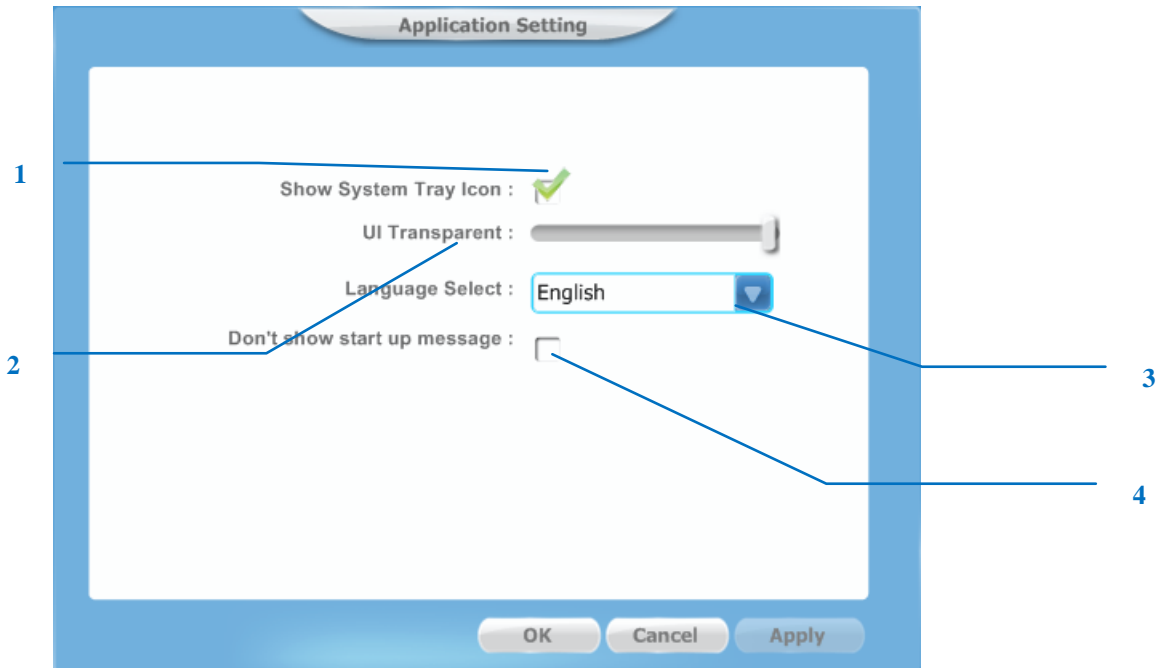 Application Setting
1
Show System Tray Icon :
UI Transparent :
Language Select : English
Don't show start up message :
2
3
4
OK Cancel Apply